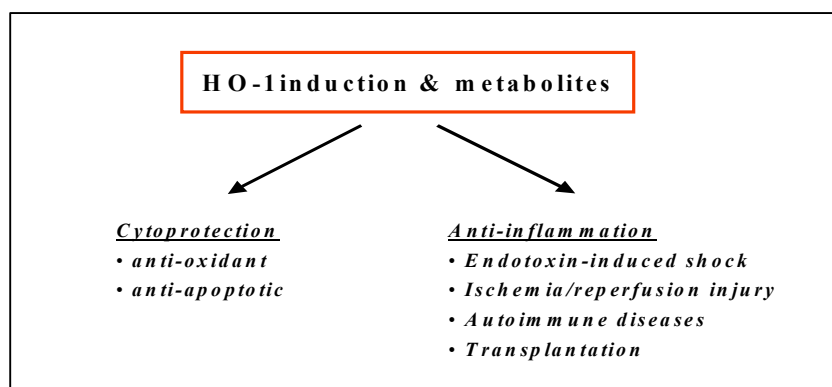 HO-1induction & metabolites
Cytoprotection
• anti-oxidant
• anti-apoptotic
Anti-inflammation
• Endotoxin-induced shock
• Ischemia/reperfusion injury
• Autoimmune diseases
• Transplantation